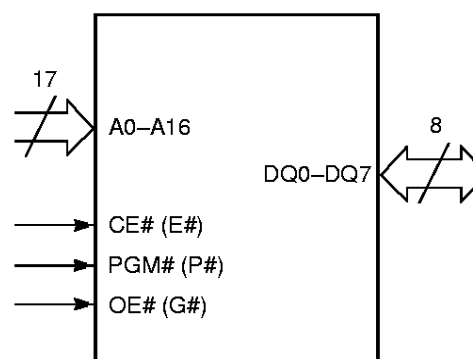 17
A0–A16
8
DQ0–DQ7
CE# (E#)
PGM# (P#)
OE# (G#)